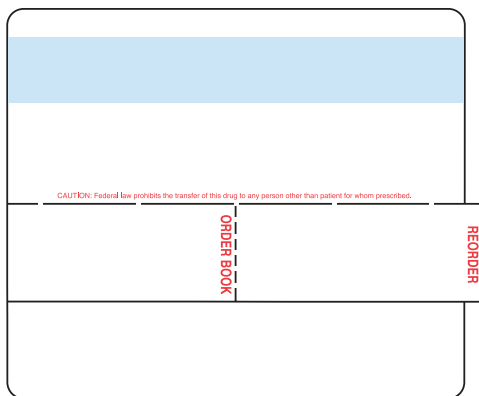 CAUTION: Federal law prohibits the transfer of this drug to any person other than patient for whom prescribed.
ORDER BOOK
REORDER